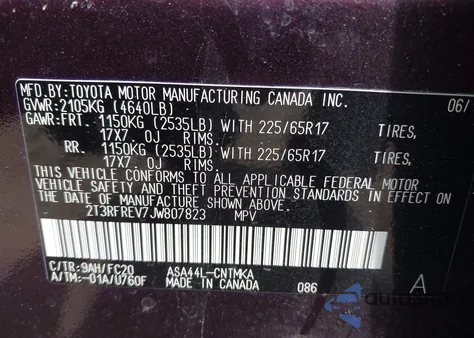 MFD.BY:TOYOTA MOTOR MANUFACTURING CANADA INC. 06/
GVWR:2105KG (4640LB)
GAWR:FRT. 1150KG (2535LB) WITH 225/65R17 TIRES,
17X7.0J RIMS.
RR. 1150KG (2535LB) WITH 225/65R17 TIRES,
17X7.0J RIMS.
THIS VEHICLE CONFORMS TO ALL APPLICABLE FEDERAL MOTOR
VEHICLE SAFETY AND THEFT PREVENTION STANDARDS IN EFFECT ON
THE DATE OF MANUFACTURE SHOWN ABOVE.
2T3RFREV7JW807823 MPV
C/TR:9AH/FC20 ASA44L-CNTMKA
A/TM:-01A/U760F MADE IN CANADA 086 A